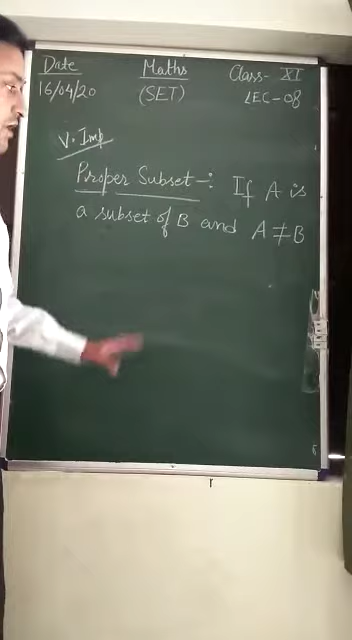 Date Maths Class- XI
16/04/20 (SET) LEC-08
V. Imp
Proper Subset-: If A is
a subset of B and A ≠ B